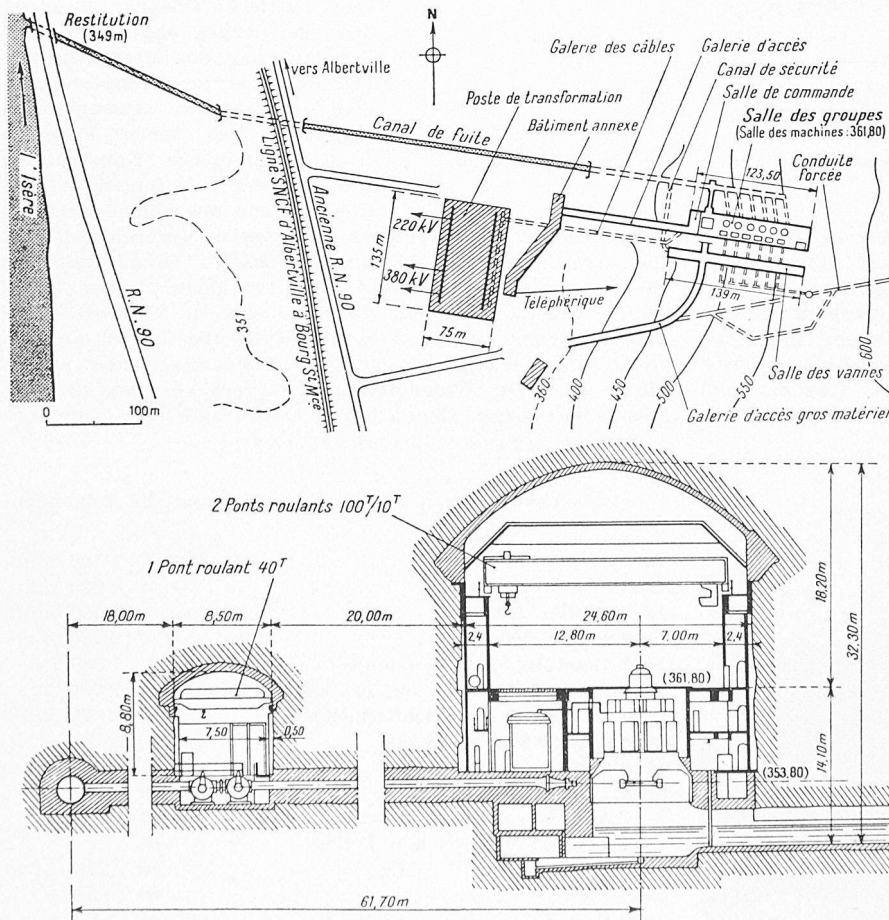 Restitution
(349m)
N
vers Albertville
Galerie des câbles
Galerie d'accès
Canal de sécurité
Salle de commande
Salle des groupes
(Salle des machines : 361,80)
Poste de transformation
Bâtiment annexe
Canal de fuite
Conduite
forcée
123,50
L'Isère
R.N. 90
351
Ligne SNCF d'Albertville à Bourg St Mce
Ancienne R.N. 90
220 kV
380 kV
135 m
75 m
Téléphérique
139 m
360
400
450
500
550
600
Salle des vannes
Galerie d'accès gros matériel
0
100 m
2 Ponts roulants 100T/10T
1 Pont roulant 40T
18,00m
8,50m
20,00m
24,60m
2,4
12,80m
7,00m
2,4
18,20m
32,30m
(361,80)
8,80m
7,50
0,50
14,10m
(353,80)
61,70m